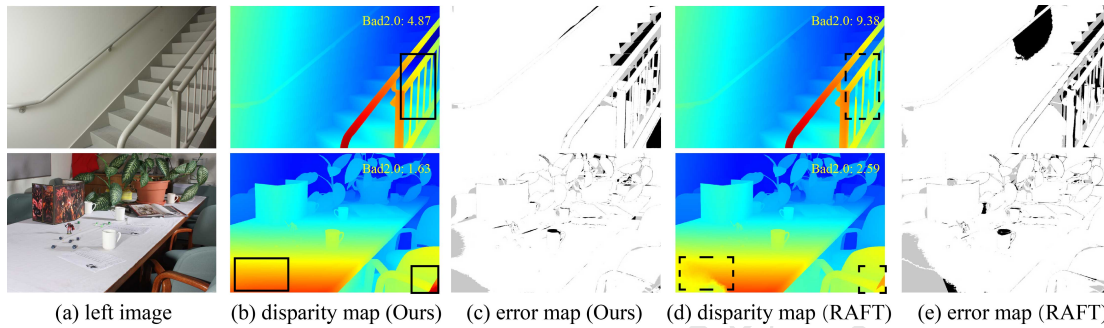 Bad2.0: 4.87
Bad2.0: 9.38
Bad2.0: 1.63
Bad2.0: 2.59
(a) left image
(b) disparity map (Ours)
(c) error map (Ours)
(d) disparity map (RAFT)
(e) error map (RAFT)